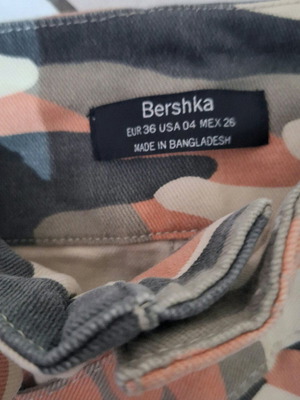 Bershka
EUR 36 USA 04 MEX 26
MADE IN BANGLADESH